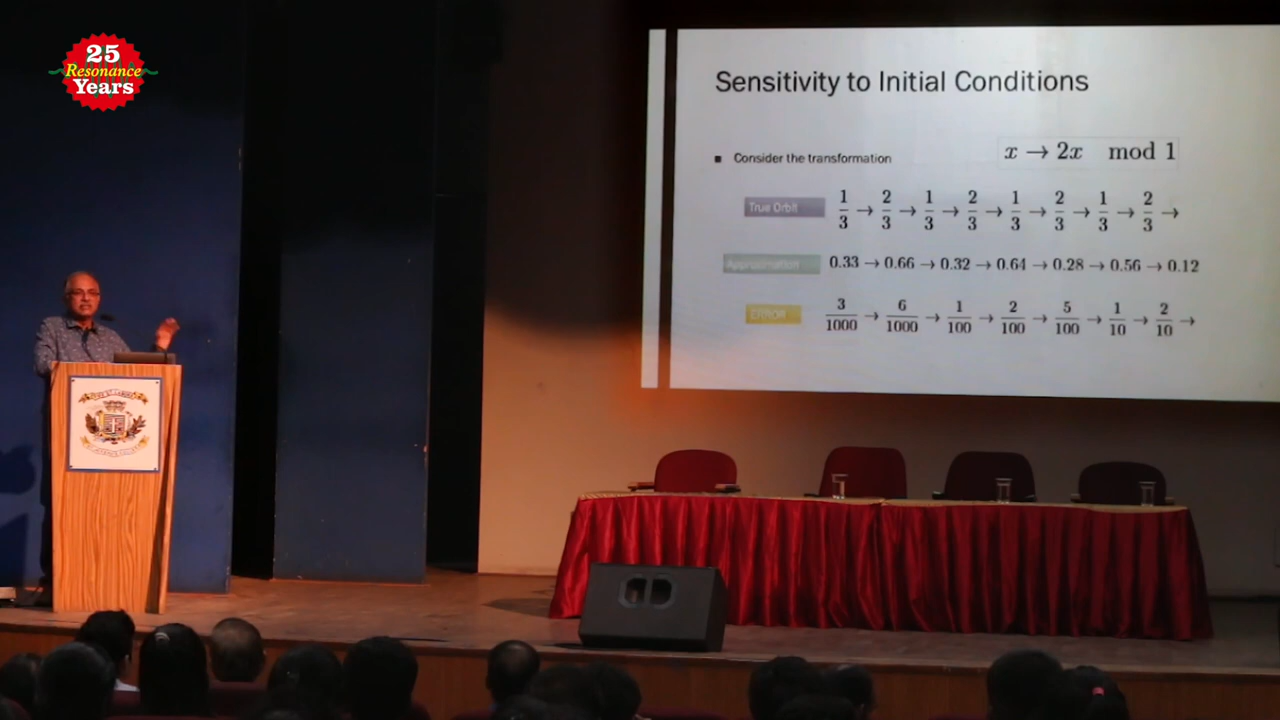 25
Resonance
Years
Sensitivity to Initial Conditions
Consider the transformation x → 2x mod 1
True Orbit 1/3 → 2/3 → 1/3 → 2/3 → 1/3 → 2/3 → 1/3 → 2/3 →
Approximation 0.33 → 0.66 → 0.32 → 0.64 → 0.28 → 0.56 → 0.12
ERROR 3/1000 → 6/1000 → 1/100 → 2/100 → 5/100 → 1/10 → 2/10 →